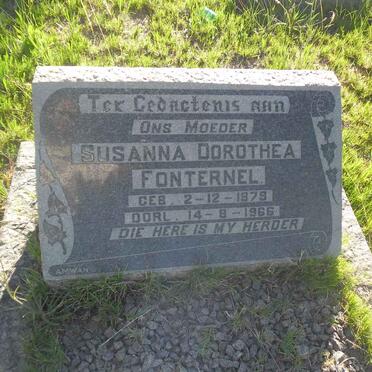 Ter Gedagtenis aan
Ons Moeder
Susanna Dorothea
Fonternel
Geb. 2-12-1879
Oorl. 14-8-1966
Die Here is my Herder